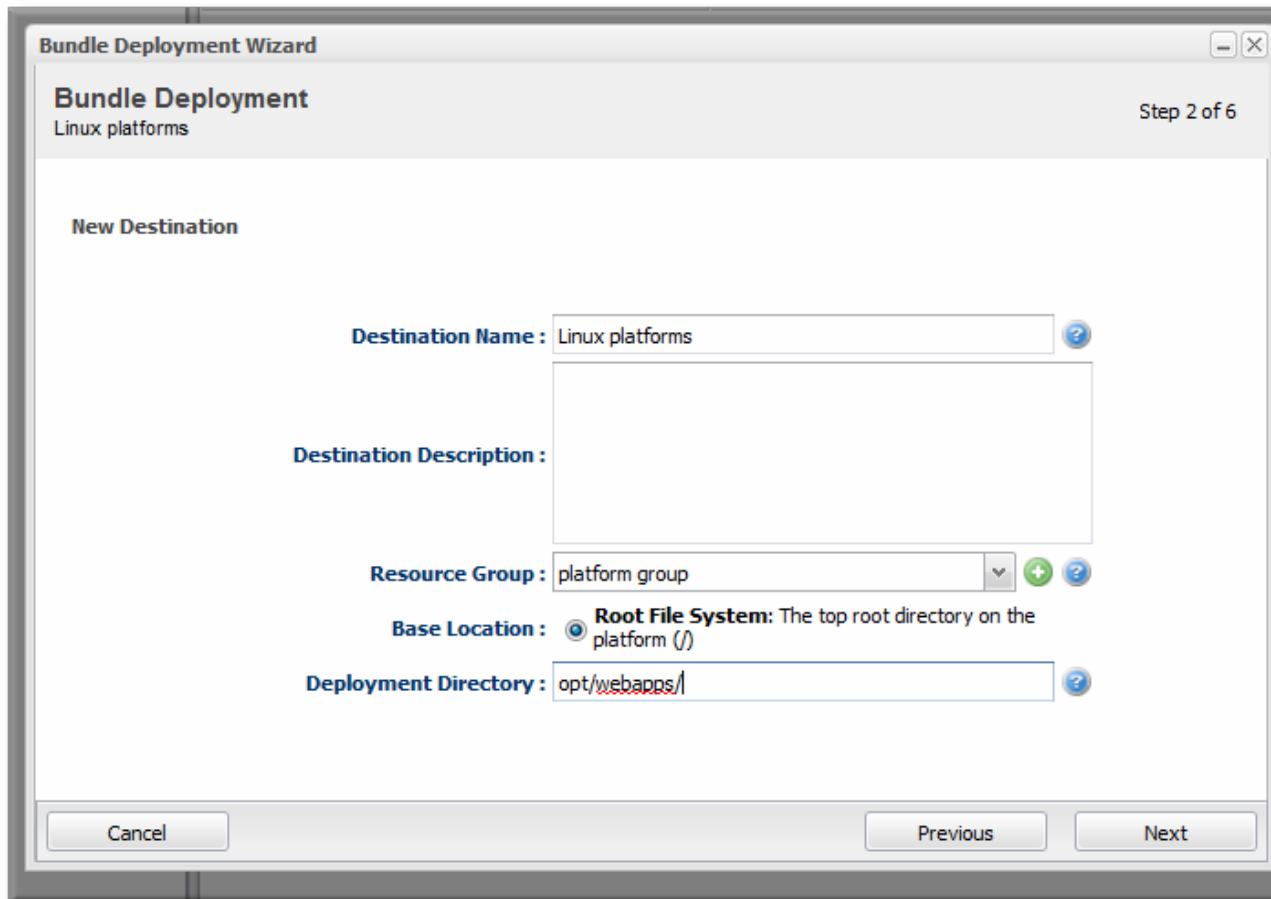 Bundle Deployment Wizard
Bundle Deployment
Linux platforms
Step 2 of 6
New Destination
Destination Name : Linux platforms
Destination Description :
Resource Group : platform group
Base Location : Root File System: The top root directory on the
platform (/)
Deployment Directory : opt/webapps/
Cancel Previous Next